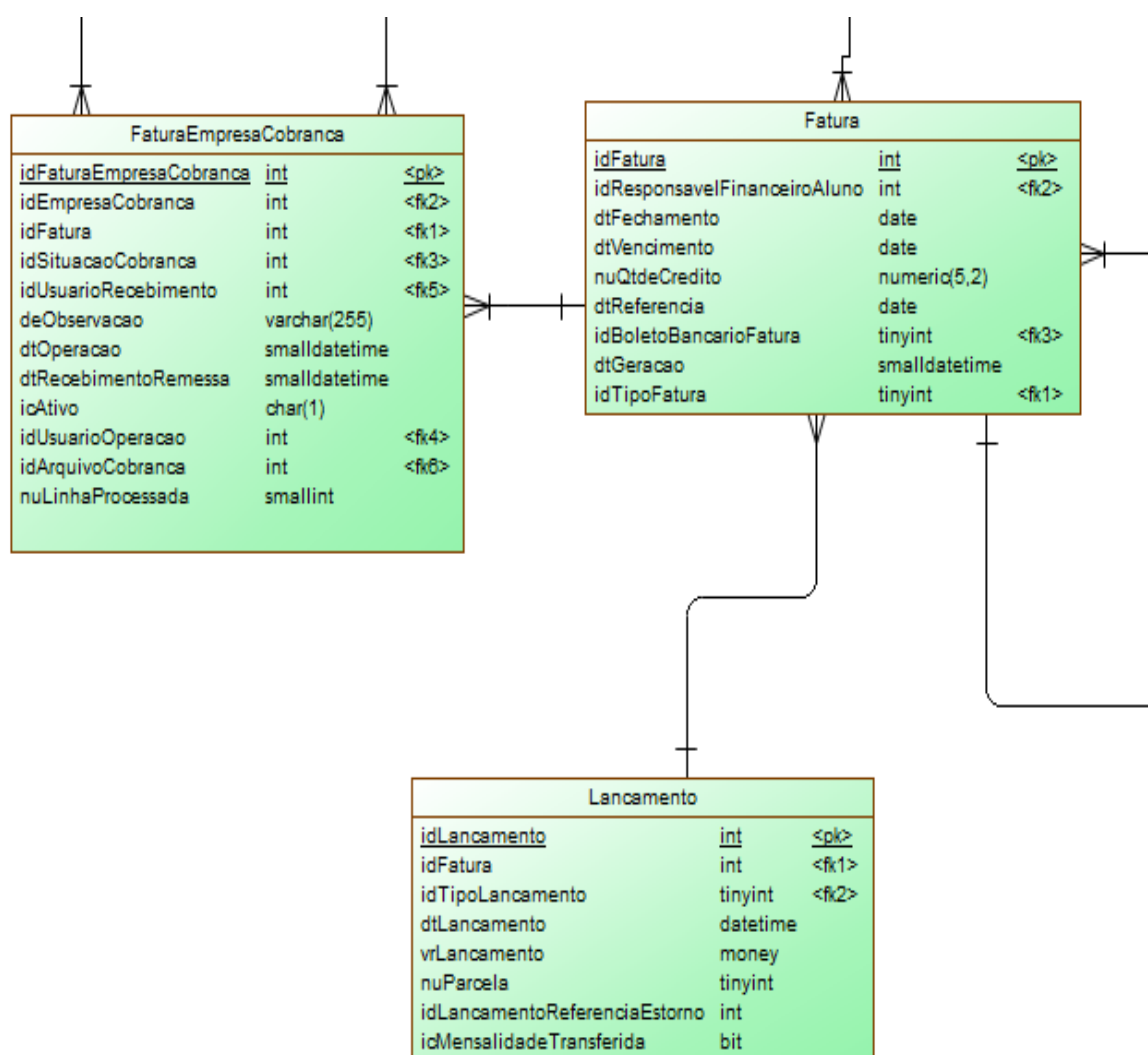 FaturaEmpresaCobranca
idFaturaEmpresaCobranca int <pk>
idEmpresaCobranca int <fk2>
idFatura int <fk1>
idSituacaoCobranca int <fk3>
idUsuarioRecebimento int <fk5>
deObservacao varchar(255)
dtOperacao smalldatetime
dtRecebimentoRemessa smalldatetime
icAtivo char(1)
idUsuarioOperacao int <fk4>
idArquivoCobranca int <fk6>
nuLinhaProcessada smallint
Fatura
idFatura int <pk>
idResponsavelFinanceiroAluno int <fk2>
dtFechamento date
dtVencimento date
nuQtdeCredito numeric(5,2)
dtReferencia date
idBoletoBancarioFatura tinyint <fk3>
dtGeracao smalldatetime
idTipoFatura tinyint <fk1>
Lancamento
idLancamento int <pk>
idFatura int <fk1>
idTipoLancamento tinyint <fk2>
dtLancamento datetime
vrLancamento money
nuParcela tinyint
idLancamentoReferenciaEstorno int
icMensalidadeTransferida bit